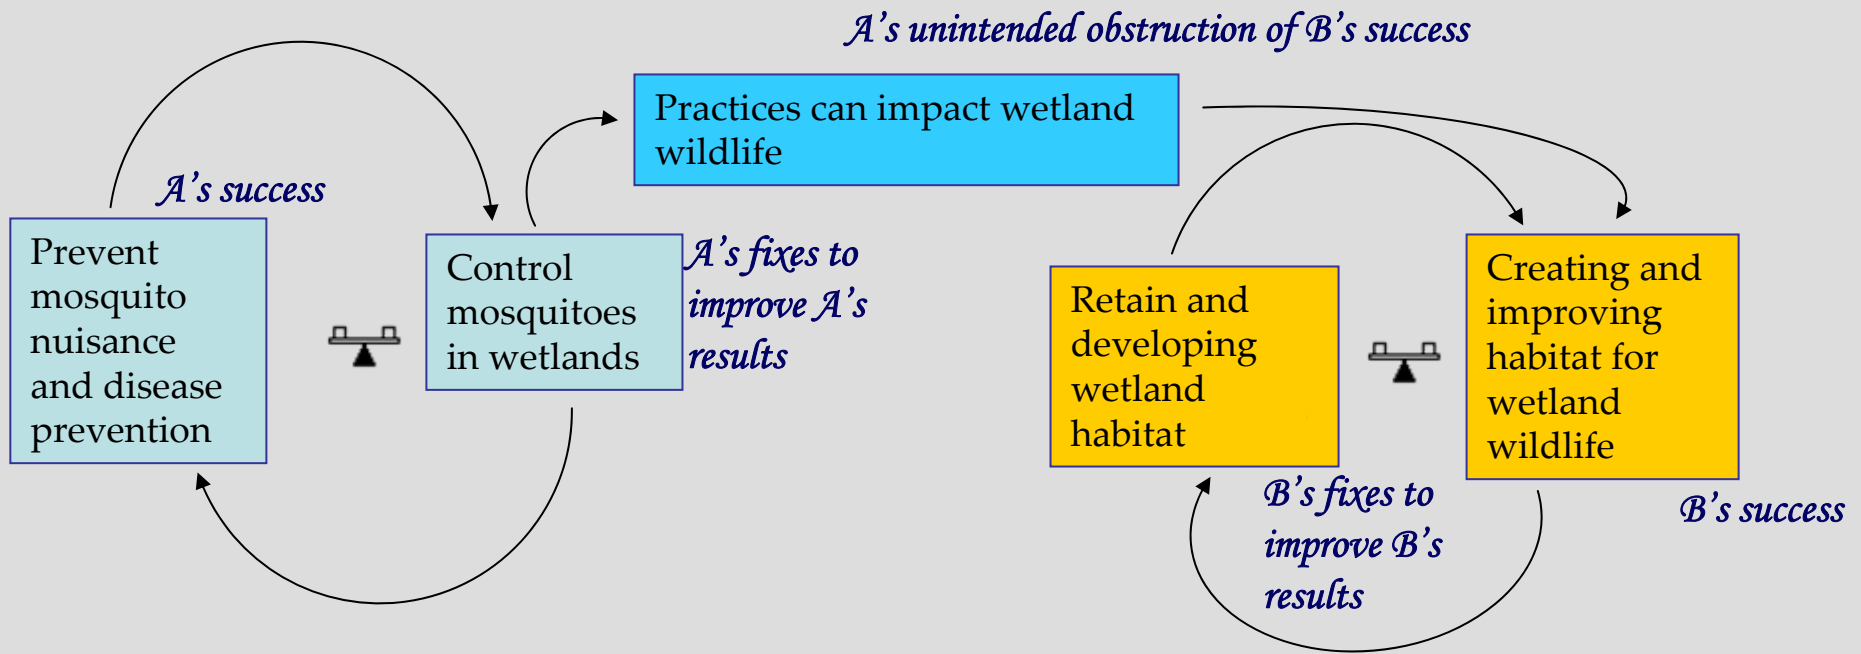 A’s unintended obstruction of B’s success
Practices can impact wetland
wildlife
A’s success
Prevent
mosquito
nuisance
and disease
prevention
Control
mosquitoes
in wetlands
A’s fixes to
improve A’s
results
Retain and
developing
wetland
habitat
Creating and
improving
habitat for
wetland
wildlife
B’s fixes to
improve B’s
results
B’s success